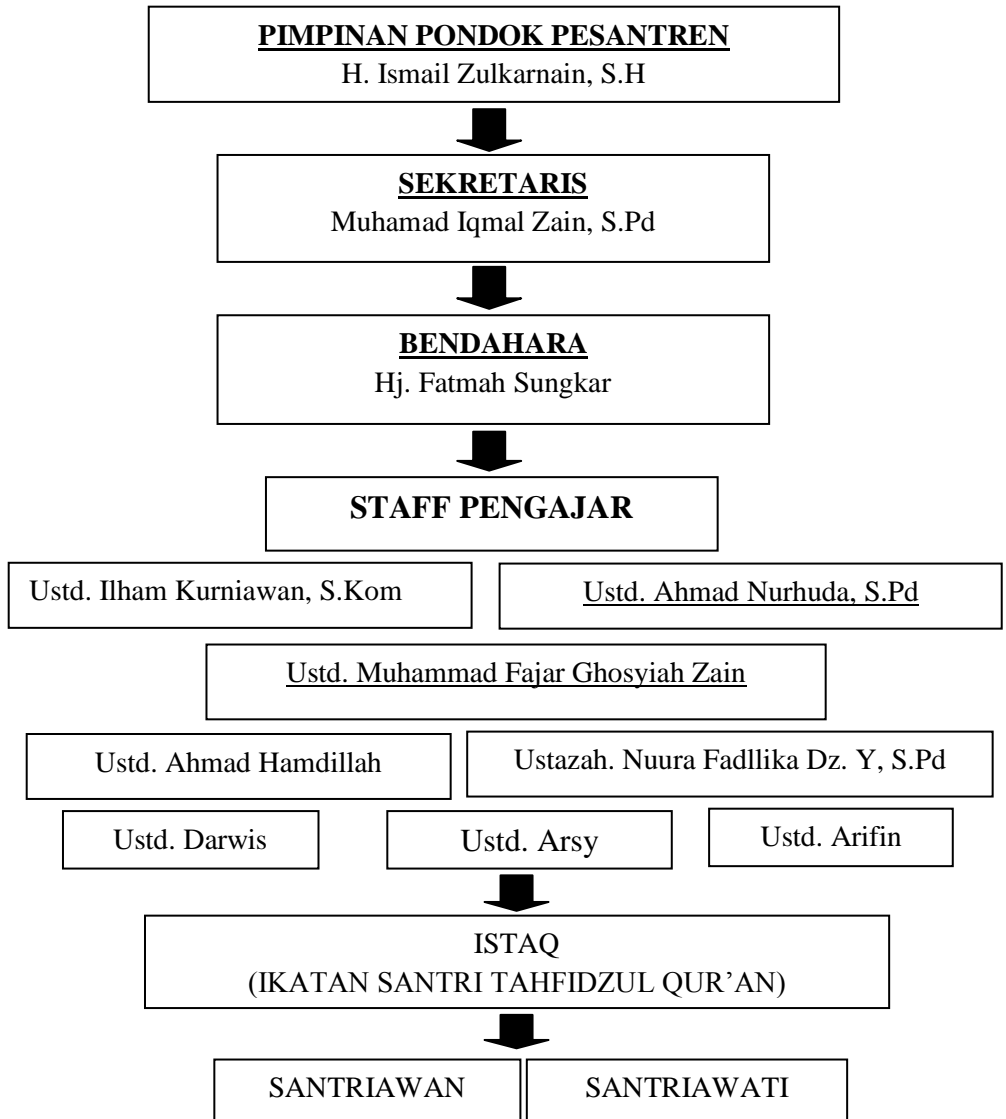 PIMPINAN PONDOK PESANTREN
H. Ismail Zulkarnain, S.H
SEKRETARIS
Muhamad Iqmal Zain, S.Pd
BENDAHARA
Hj. Fatmah Sungkar
STAFF PENGAJAR
Ustd. Ilham Kurniawan, S.Kom
Ustd. Ahmad Nurhuda, S.Pd
Ustd. Muhammad Fajar Ghosyiah Zain
Ustd. Ahmad Hamdillah
Ustazah. Nuura Fadllika Dz. Y, S.Pd
Ustd. Darwis
Ustd. Arsy
Ustd. Arifin
ISTAQ
(IKATAN SANTRI TAHFIDZUL QUR’AN)
SANTRIAWAN
SANTRIAWATI